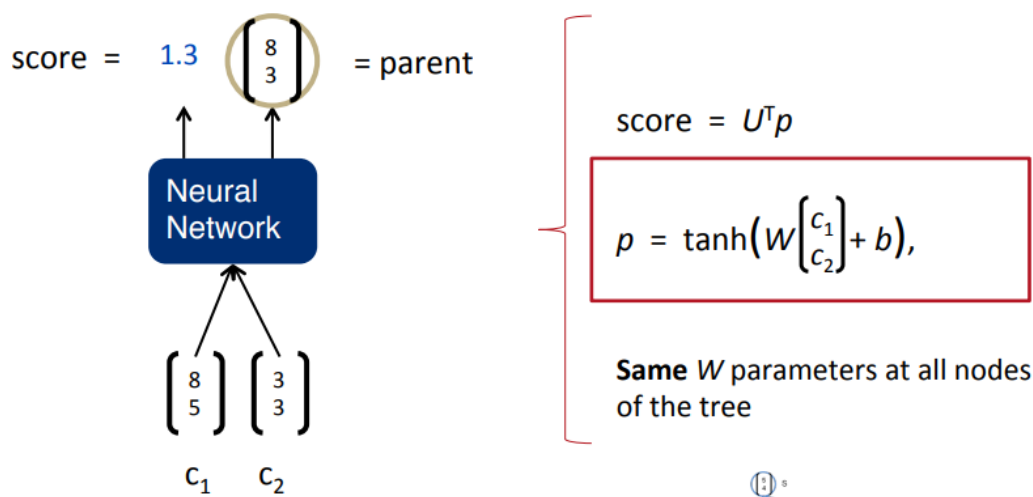 score = 1.3 [8 3] = parent
Neural
Network
[8 5] [3 3]
c₁ c₂
score = Uᵀp
p = tanh(W[c₁ c₂] + b),
Same W parameters at all nodes
of the tree